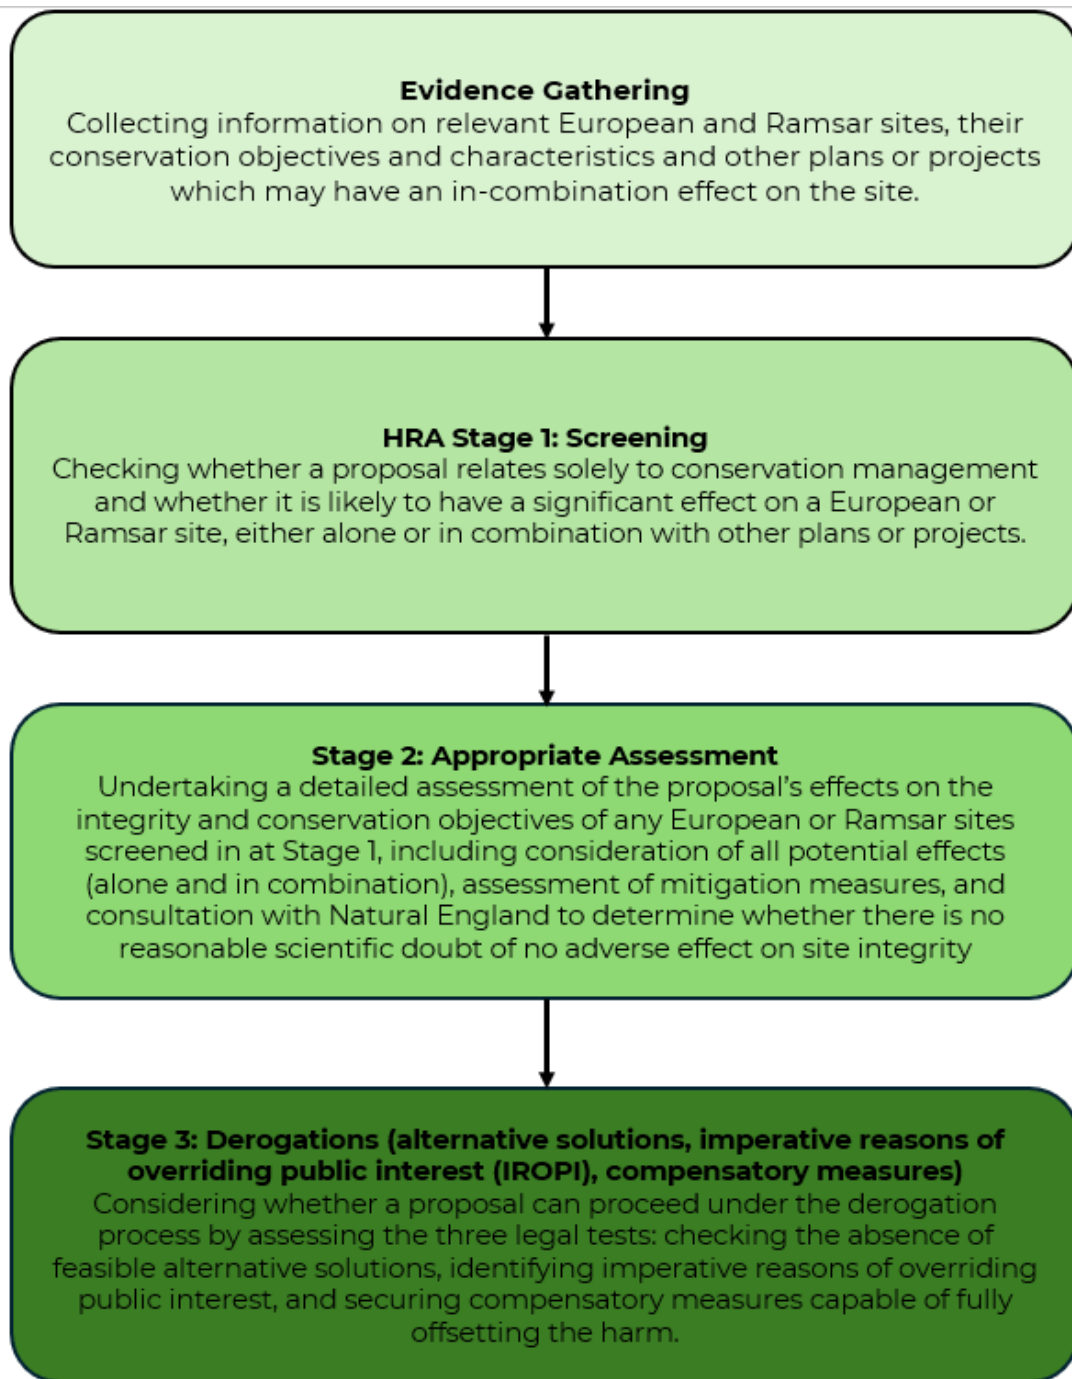 Evidence Gathering
Collecting information on relevant European and Ramsar sites, their
conservation objectives and characteristics and other plans or projects
which may have an in-combination effect on the site.
HRA Stage 1: Screening
Checking whether a proposal relates solely to conservation management
and whether it is likely to have a significant effect on a European or
Ramsar site, either alone or in combination with other plans or projects.
Stage 2: Appropriate Assessment
Undertaking a detailed assessment of the proposal’s effects on the
integrity and conservation objectives of any European or Ramsar sites
screened in at Stage 1, including consideration of all potential effects
(alone and in combination), assessment of mitigation measures, and
consultation with Natural England to determine whether there is no
reasonable scientific doubt of no adverse effect on site integrity
Stage 3: Derogations (alternative solutions, imperative reasons of
overriding public interest (IROPI), compensatory measures)
Considering whether a proposal can proceed under the derogation
process by assessing the three legal tests: checking the absence of
feasible alternative solutions, identifying imperative reasons of overriding
public interest, and securing compensatory measures capable of fully
offsetting the harm.